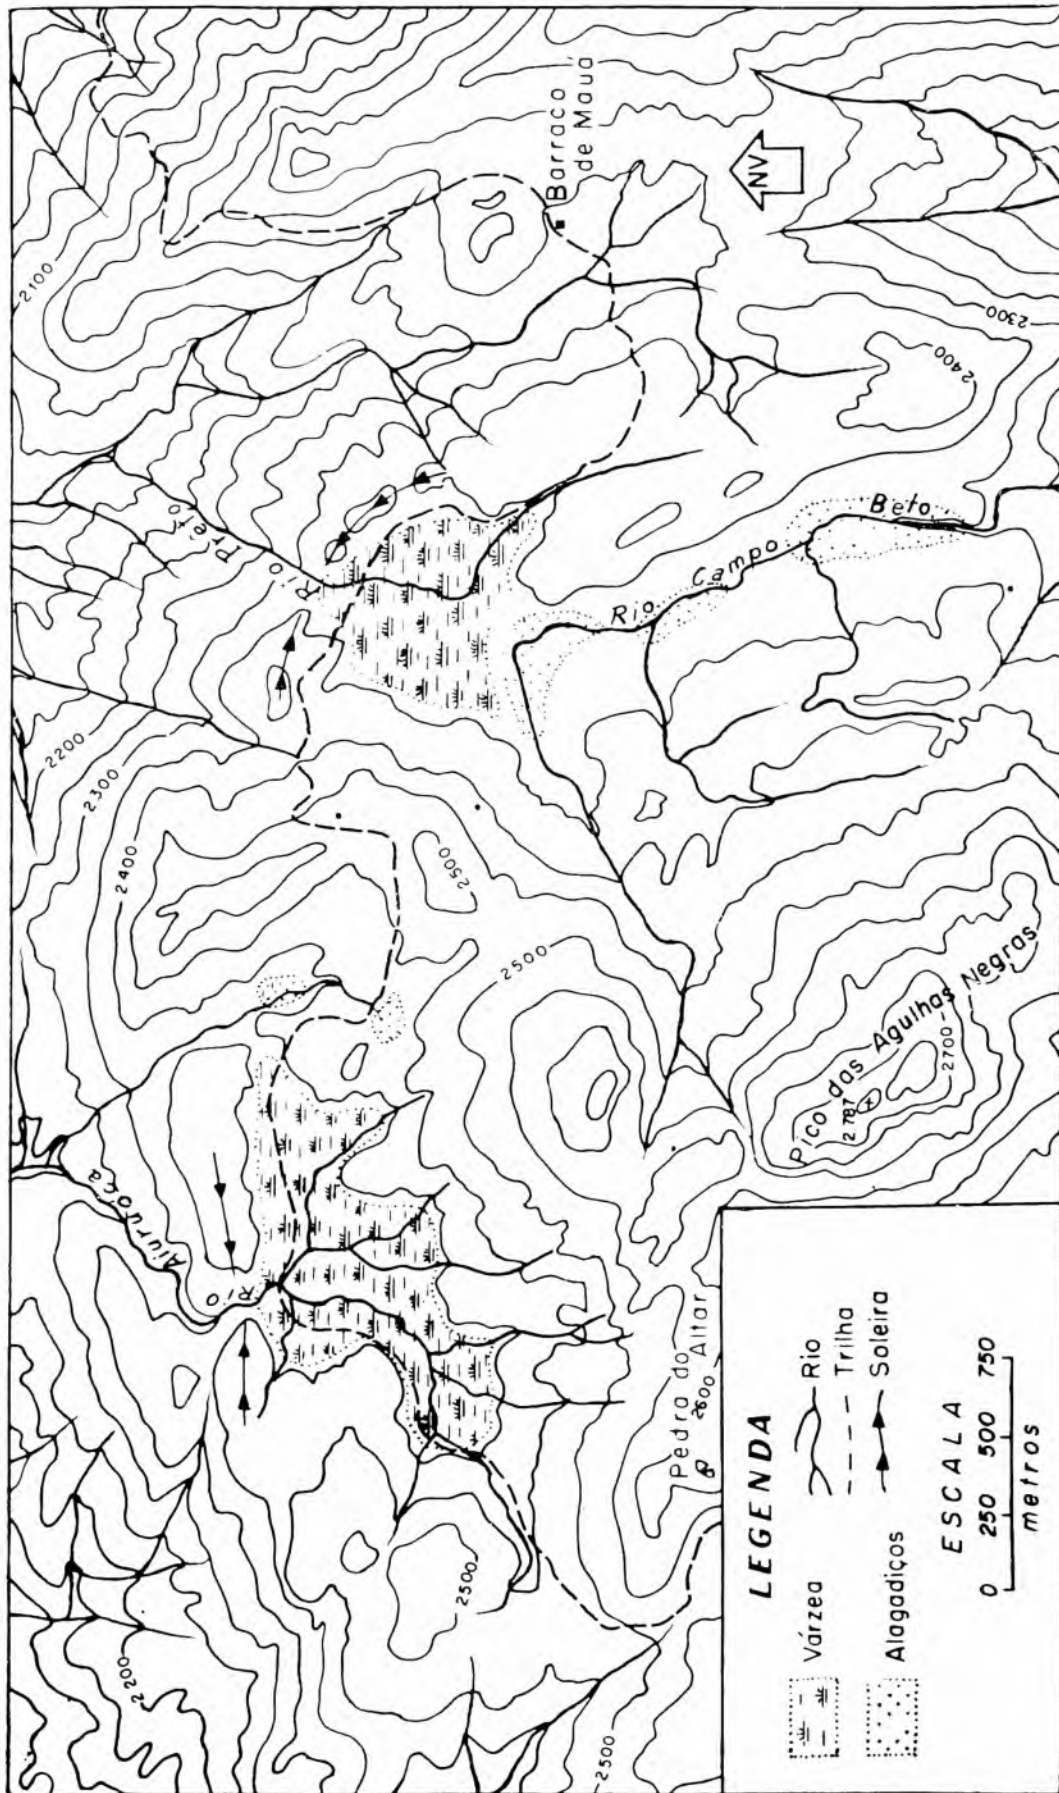 2100
Barraco
de Mauá
NV
2300
2400
Rio Preto
Rio Campo Belo
2200
2300
2400
2500
2500
Pico das Agulhas Negras
2.787
2700
Rio Aiuruoca
2200
2500
2500
Pedra do
Altar
2600
LEGENDA
Várzea
Alagadiços
Rio
Trilha
Soleira
ESCALA
0 250 500 750
metros